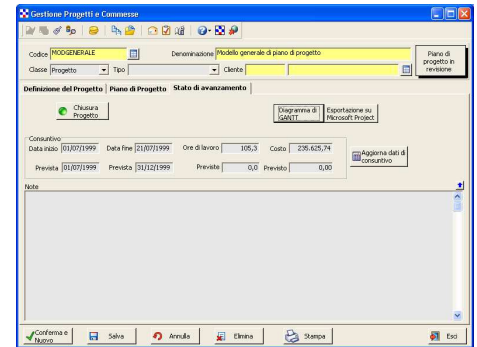 Gestione Progetti e Commesse
Codice MODGENERALE Denominazione Modello generale di piano di progetto
Piano di progetto in revisione
Classe Progetto Tipo Cliente
Definizione del Progetto Piano di Progetto Stato di avanzamento
Chiusura Progetto
Diagramma di GANTT
Esportazione su Microsoft Project
Consuntivo
Data inizio 01/07/1999 Data fine 21/07/1999 Ore di lavoro 105,3 Costo 235.625,74
Aggiorna dati di consuntivo
Prevista 01/07/1999 Prevista 31/12/1999 Previste 0,0 Previsto 0,00
Note
Conferma e Nuovo Salva Annulla Elimina Stampa Esci